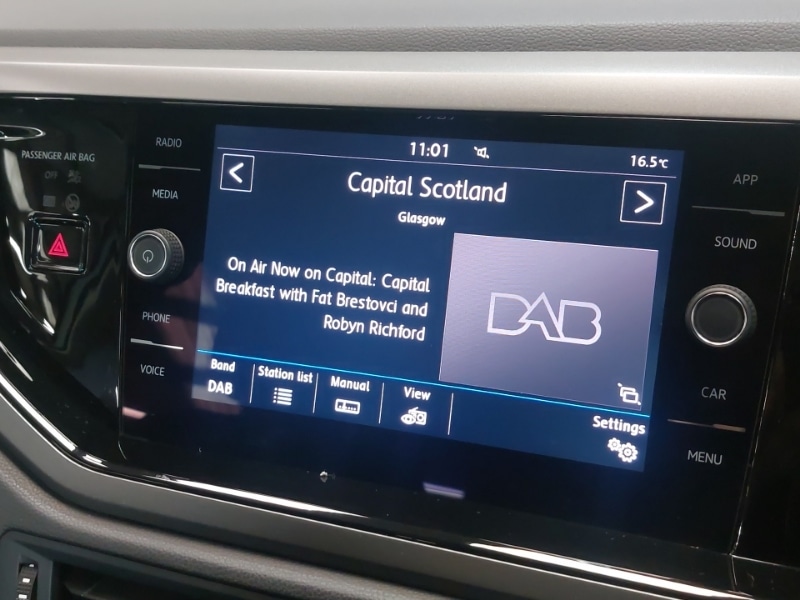 PASSENGER AIR BAG
OFF
RADIO
MEDIA
PHONE
VOICE
11:01
16.5°C
<
Capital Scotland
>
Glasgow
On Air Now on Capital: Capital
Breakfast with Fat Brestovci and
Robyn Richford
DAB
Band
DAB
Station list
Manual
View
Settings
APP
SOUND
CAR
MENU